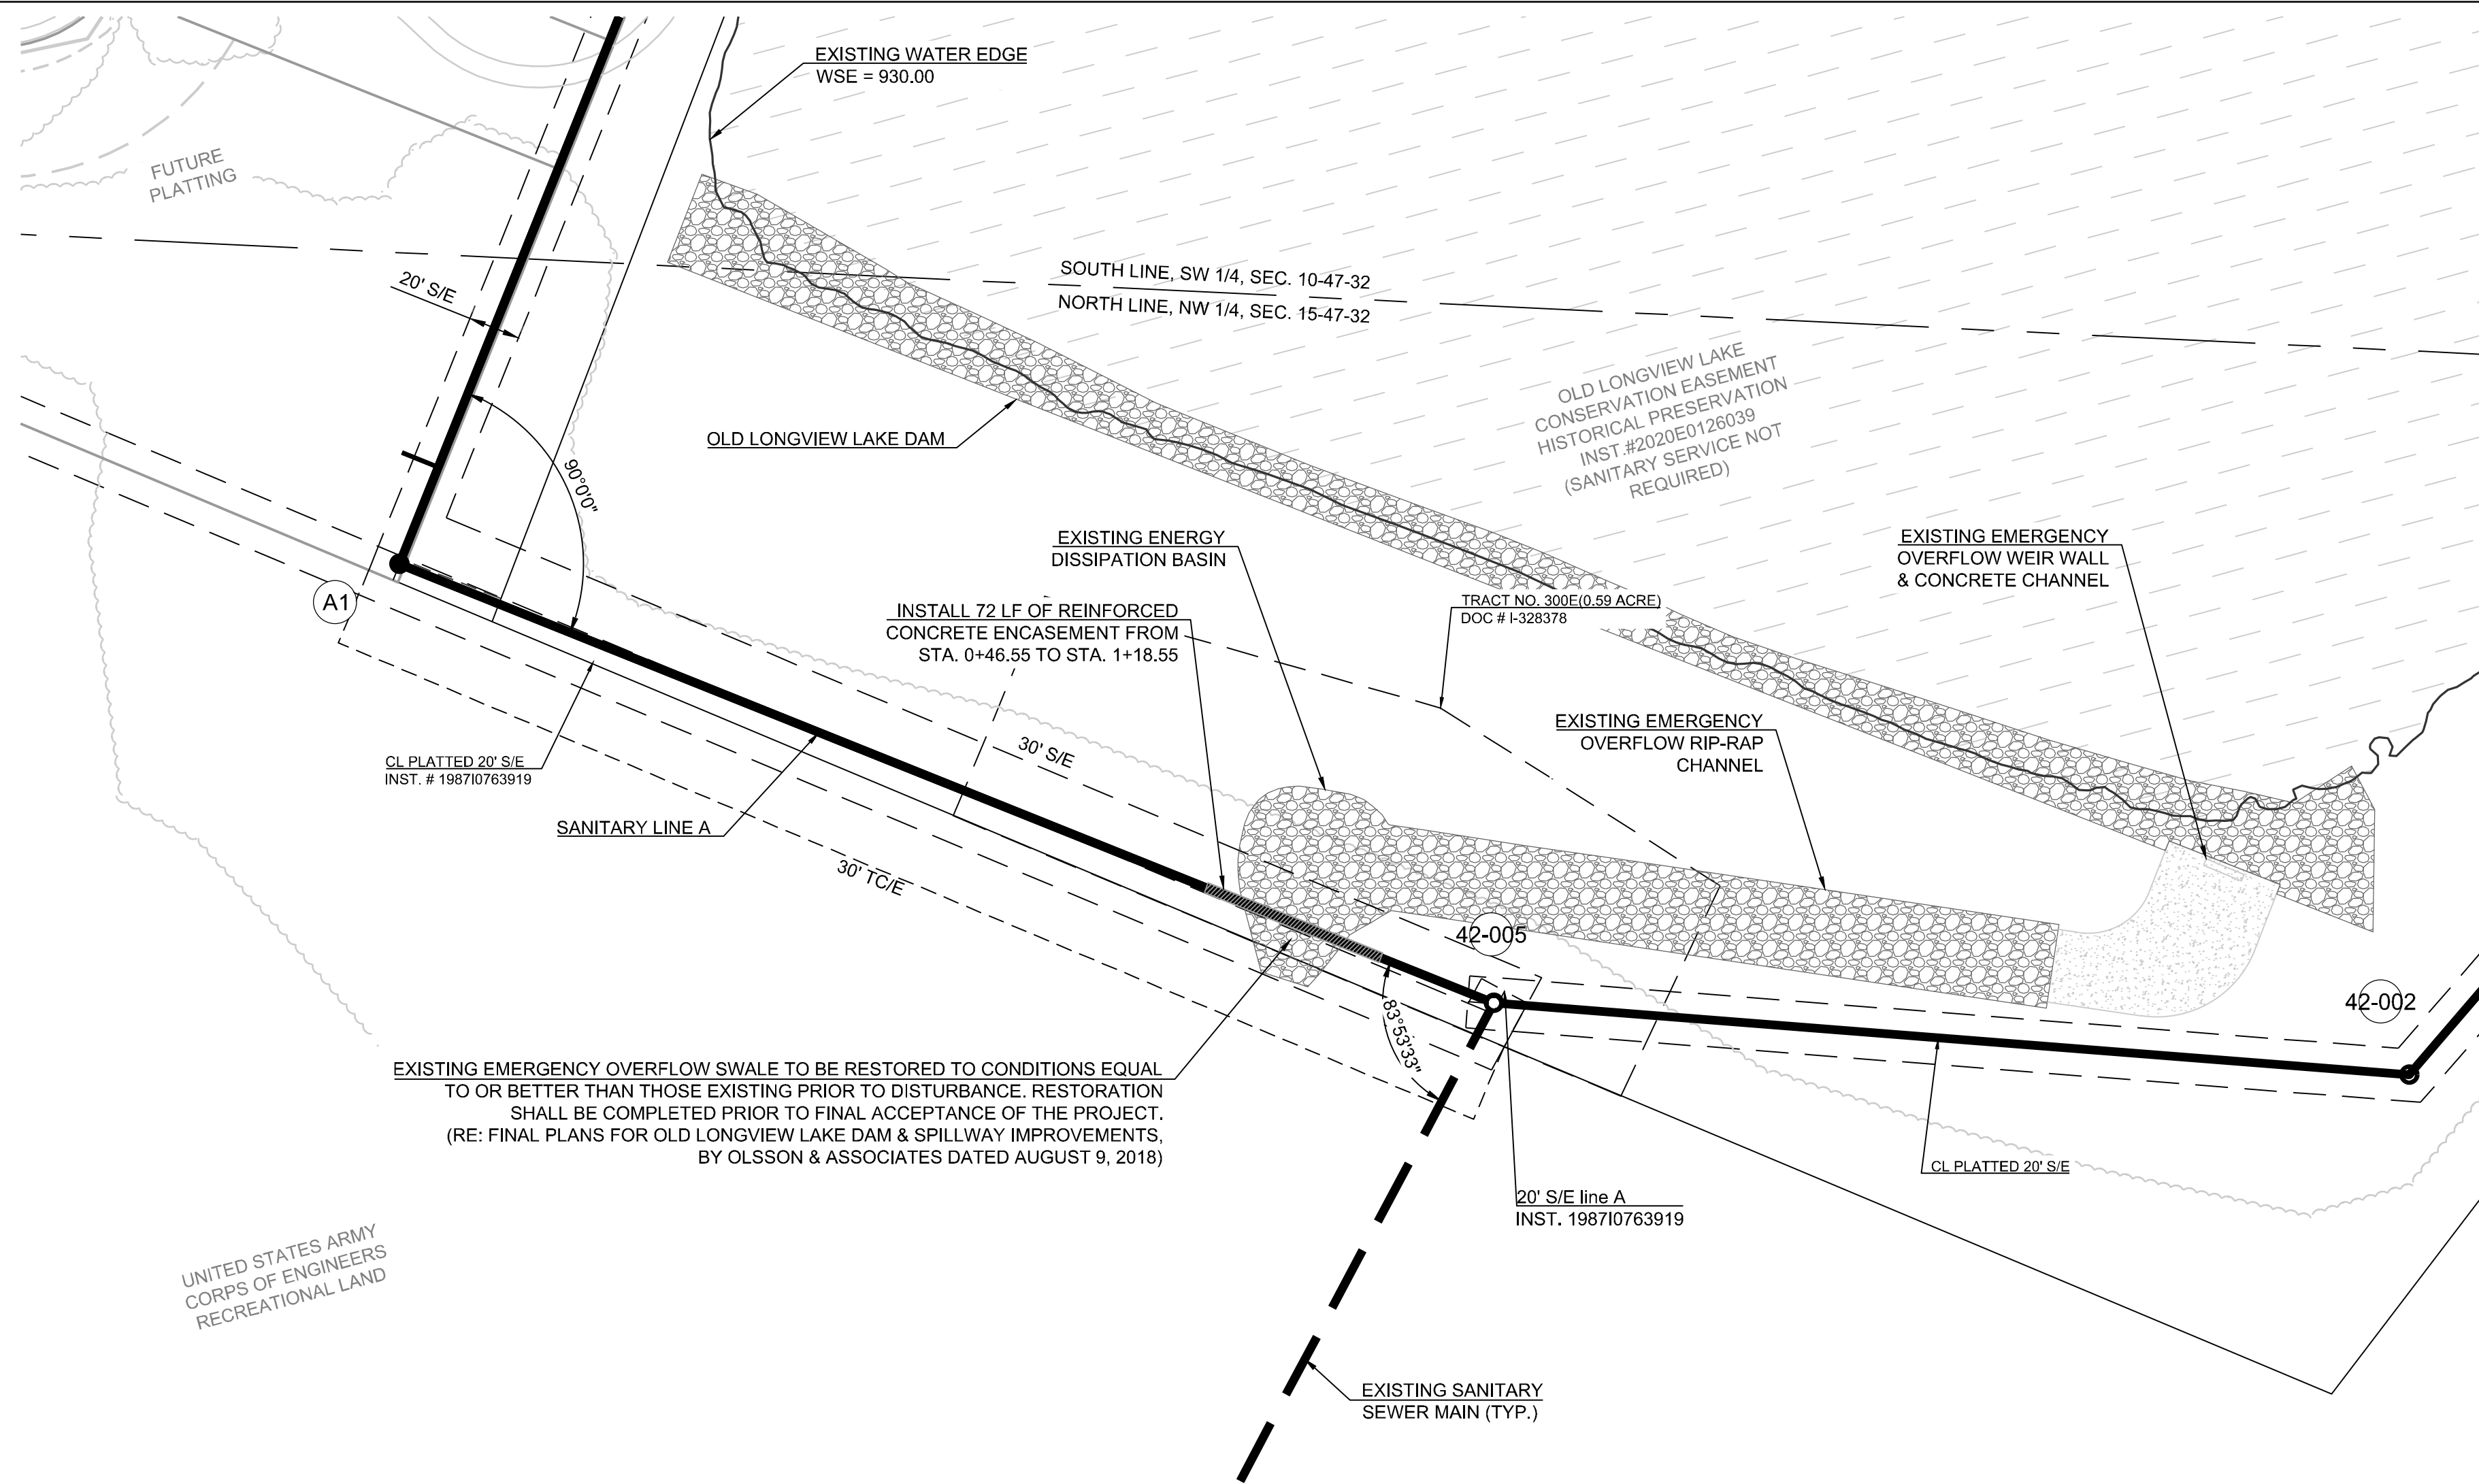 EXISTING WATER EDGE
WSE = 930.00
FUTURE
PLATTING
20' S/E
SOUTH LINE, SW 1/4, SEC. 10-47-32
NORTH LINE, NW 1/4, SEC. 15-47-32
OLD LONGVIEW LAKE
CONSERVATION EASEMENT
HISTORICAL PRESERVATION
INST.#2020E0126039
(SANITARY SERVICE NOT
REQUIRED)
OLD LONGVIEW LAKE DAM
90°0'0"
EXISTING ENERGY
DISSIPATION BASIN
EXISTING EMERGENCY
OVERFLOW WEIR WALL
& CONCRETE CHANNEL
A1
INSTALL 72 LF OF REINFORCED
CONCRETE ENCASEMENT FROM
STA. 0+46.55 TO STA. 1+18.55
TRACT NO. 300E(0.59 ACRE)
DOC # I-328378
30' S/E
EXISTING EMERGENCY
OVERFLOW RIP-RAP
CHANNEL
CL PLATTED 20' S/E
INST. # 1987I0763919
SANITARY LINE A
30' TC/E
42-005
42-002
83°53'33"
EXISTING EMERGENCY OVERFLOW SWALE TO BE RESTORED TO CONDITIONS EQUAL
TO OR BETTER THAN THOSE EXISTING PRIOR TO DISTURBANCE. RESTORATION
SHALL BE COMPLETED PRIOR TO FINAL ACCEPTANCE OF THE PROJECT.
(RE: FINAL PLANS FOR OLD LONGVIEW LAKE DAM & SPILLWAY IMPROVEMENTS,
BY OLSSON & ASSOCIATES DATED AUGUST 9, 2018)
CL PLATTED 20' S/E
20' S/E line A
INST. 1987I0763919
UNITED STATES ARMY
CORPS OF ENGINEERS
RECREATIONAL LAND
EXISTING SANITARY
SEWER MAIN (TYP.)